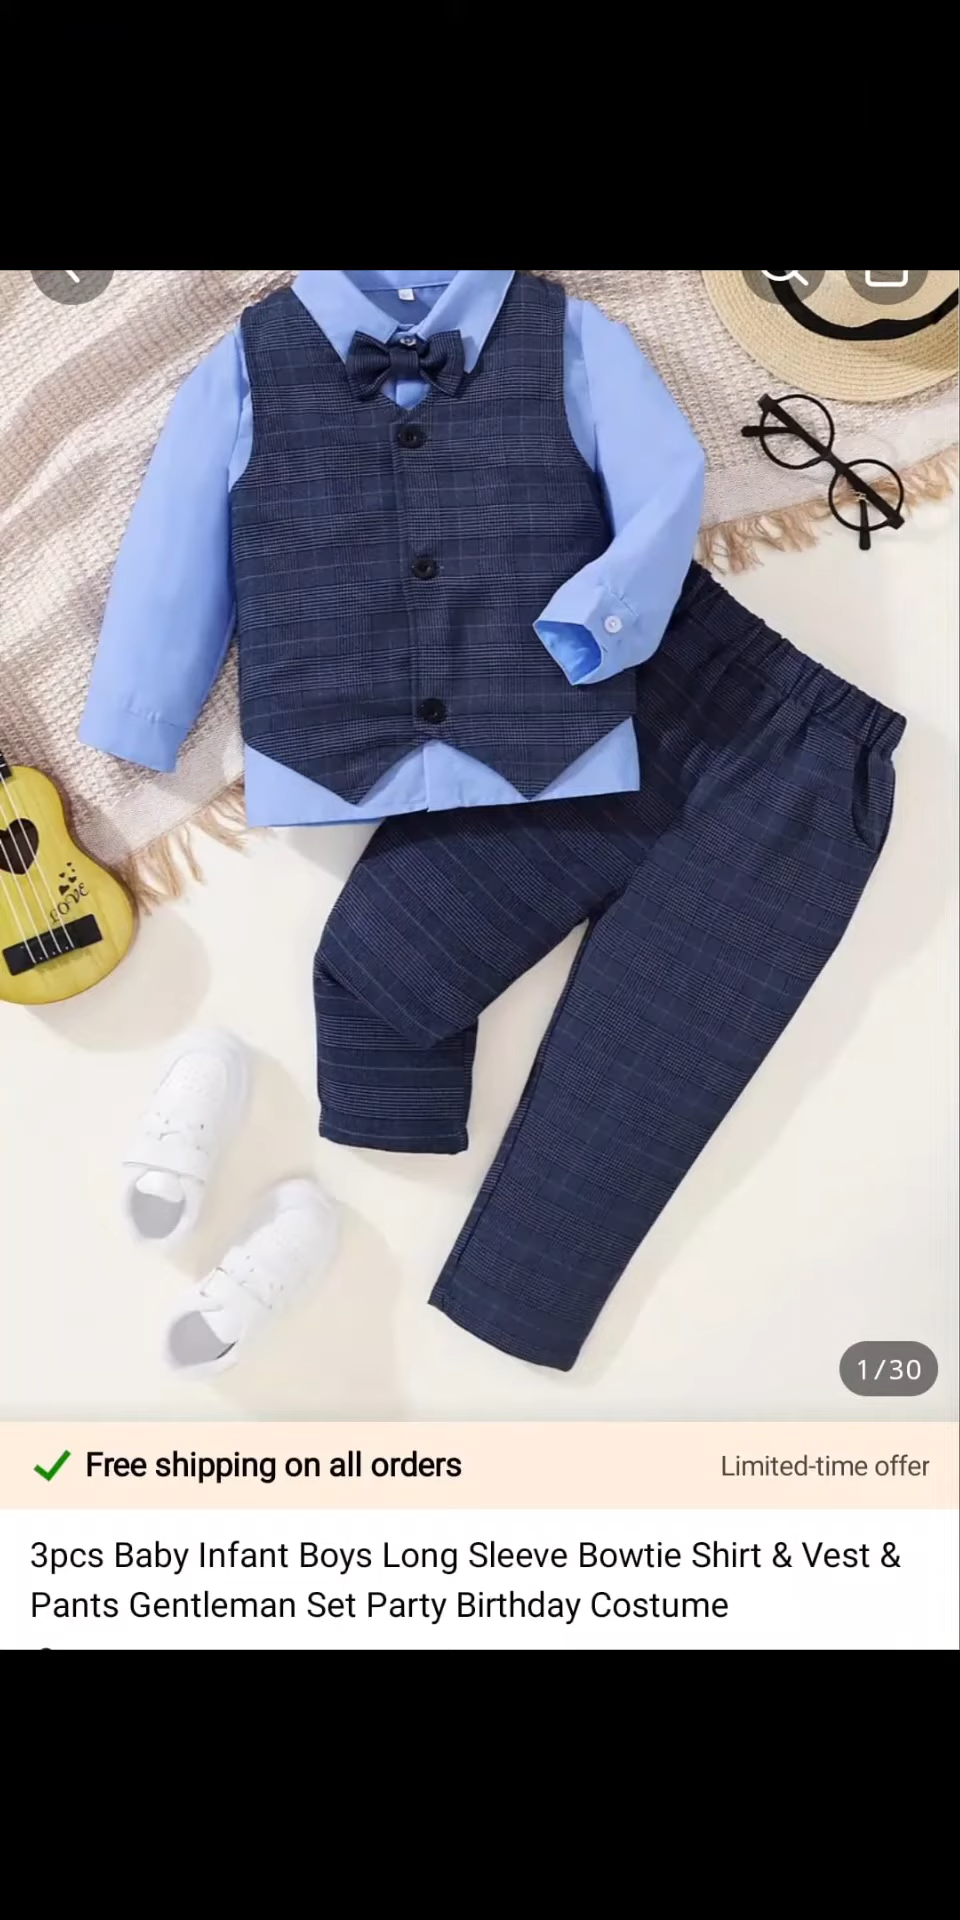 LOVE
1/30
Free shipping on all orders
Limited-time offer
3pcs Baby Infant Boys Long Sleeve Bowtie Shirt & Vest &
Pants Gentleman Set Party Birthday Costume